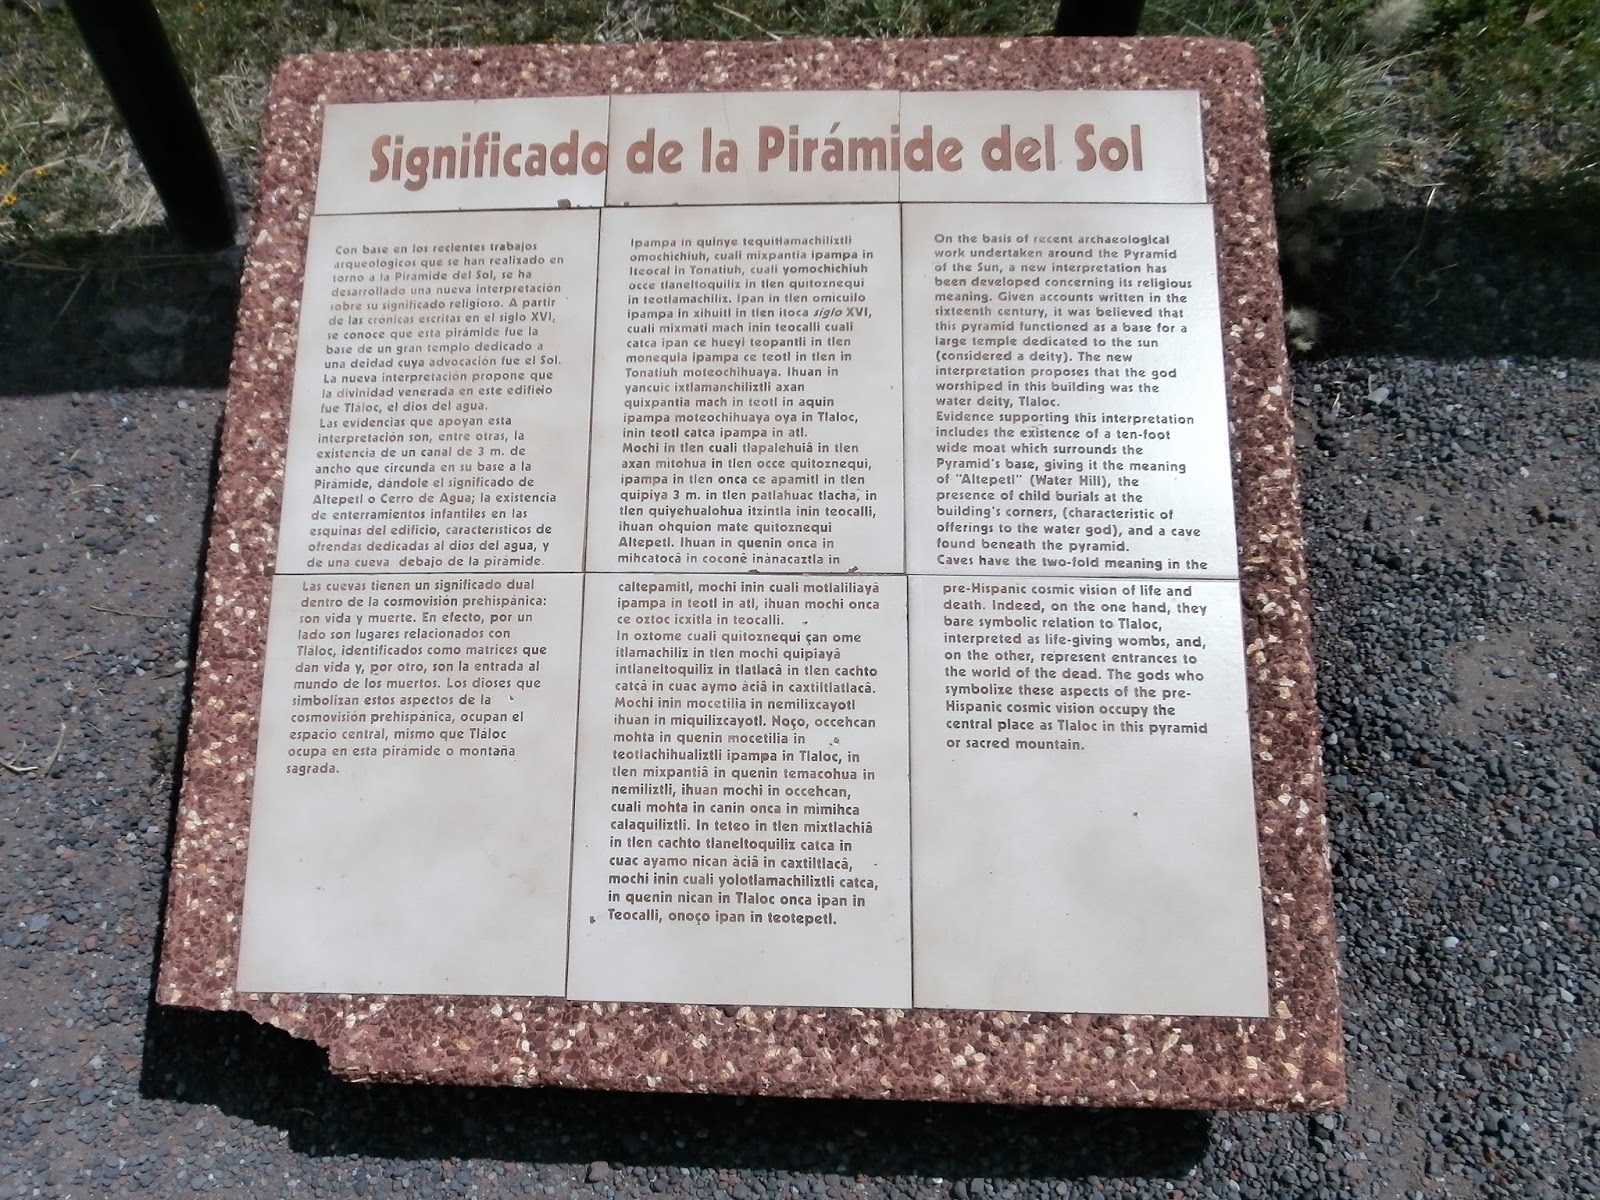 Significado de la Pirámide del Sol
Con base en los recientes trabajos
arqueologicos que se han realizado en
torno a la Pirámide del Sol, se ha
desarrollado una nueva interpretación
sobre su significado religioso. A partir
de las crónicas escritas en el siglo XVI,
se conoce que esta pirámide fue la
base de un gran templo dedicado a
una deidad cuya advocación fue el Sol.
La nueva interpretación propone que
la divinidad venerada en este edificio
fue Tláloc, el dios del agua.
Las evidencias que apoyan esta
interpretación son, entre otras, la
existencia de un canal de 3 m. de
ancho que circunda en su base a la
Pirámide, dándole el significado de
Altepetl o Cerro de Agua; la existencia
de enterramientos infantiles en las
esquinas del edificio, característicos de
ofrendas dedicadas al dios del agua, y
de una cueva debajo de la pirámide.
Las cuevas tienen un significado dual
dentro de la cosmovisión prehispánica:
son vida y muerte. En efecto, por un
lado son lugares relacionados con
Tláloc, identificados como matrices que
dan vida y, por otro, son la entrada al
mundo de los muertos. Los dioses que
simbolizan estos aspectos de la
cosmovisión prehispánica, ocupan el
espacio central, mismo que Tláloc
ocupa en esta pirámide o montaña
sagrada.
Ipampa in quinye tequitlamachiliztli
omochichiuh, cuali mixpantia ipampa in
Iteocal in Tonatiuh, cuali yomochichiuh
occe tlaneltoquiliz in tlen quitoznequi
in teotlamachiliz. Ipan in tlen omicuilo
ipampa in xihuitl in tlen itoca siglo XVI,
cuali mixmati mach inin teocalli cuali
catca ipan ce hueyi teopantli in tlen
monequia ipampa ce teotl in tlen in
Tonatiuh moteochihuaya. Ihuan in
yancuic ixtlamanchiliztli axan
quixpantia mach in teotl in aquin
ipampa moteochihuaya oya in Tlaloc,
inin teotl catca ipampa in atl.
Mochi in tlen cuali tlapalehuiâ in tlen
axan mitohua in tlen occe quitoznequi,
ipampa in tlen onca ce apamitl in tlen
quipiya 3 m. in tlen patlahuac tlacha, in
tlen quiyehualohua itzintla inin teocalli,
ihuan ohquion mate quitoznequi
Altepetl. Ihuan in quenin onca in
mihcatocâ in coconê inànacaztla in
caltepamitl, mochi inin cuali motlaliliayâ
ipampa in teotl in atl, ihuan mochi onca
ce oztoc icxitla in teocalli.
In oztome cuali quitoznequi çan ome
itlamachiliz in tlen mochi quipiayâ
intlaneltoquiliz in tlatlacâ in tlen cachto
catcâ in cuac aymo àciâ in caxtiltlatlacâ.
Mochi inin mocetilia in nemilizcayotl
ihuan in miquilizcayotl. Noço, occehcan
mohta in quenin mocetilia in
teotlachihualiztli ipampa in Tlaloc, in
tlen mixpantiâ in quenin temacohua in
nemiliztli, ihuan mochi in occehcan,
cuali mohta in canin onca in mimihca
calaquiliztli. In teteo in tlen mixtlachiâ
in tlen cachto tlaneltoquiliz catca in
cuac ayamo nican àciâ in caxtiltlacâ,
mochi inin cuali yolotlamachiliztli catca,
in quenin nican in Tlaloc onca ipan in
Teocalli, onoço ipan in teotepetl.
On the basis of recent archaeological
work undertaken around the Pyramid
of the Sun, a new interpretation has
been developed concerning its religious
meaning. Given accounts written in the
sixteenth century, it was believed that
this pyramid functioned as a base for a
large temple dedicated to the sun
(considered a deity). The new
interpretation proposes that the god
worshiped in this building was the
water deity, Tlaloc.
Evidence supporting this interpretation
includes the existence of a ten-foot
wide moat which surrounds the
Pyramid's base, giving it the meaning
of "Altepetl" (Water Hill), the
presence of child burials at the
building's corners, (characteristic of
offerings to the water god), and a cave
found beneath the pyramid.
Caves have the two-fold meaning in the
pre-Hispanic cosmic vision of life and
death. Indeed, on the one hand, they
bare symbolic relation to Tlaloc,
interpreted as life-giving wombs, and,
on the other, represent entrances to
the world of the dead. The gods who
symbolize these aspects of the pre-
Hispanic cosmic vision occupy the
central place as Tlaloc in this pyramid
or sacred mountain.